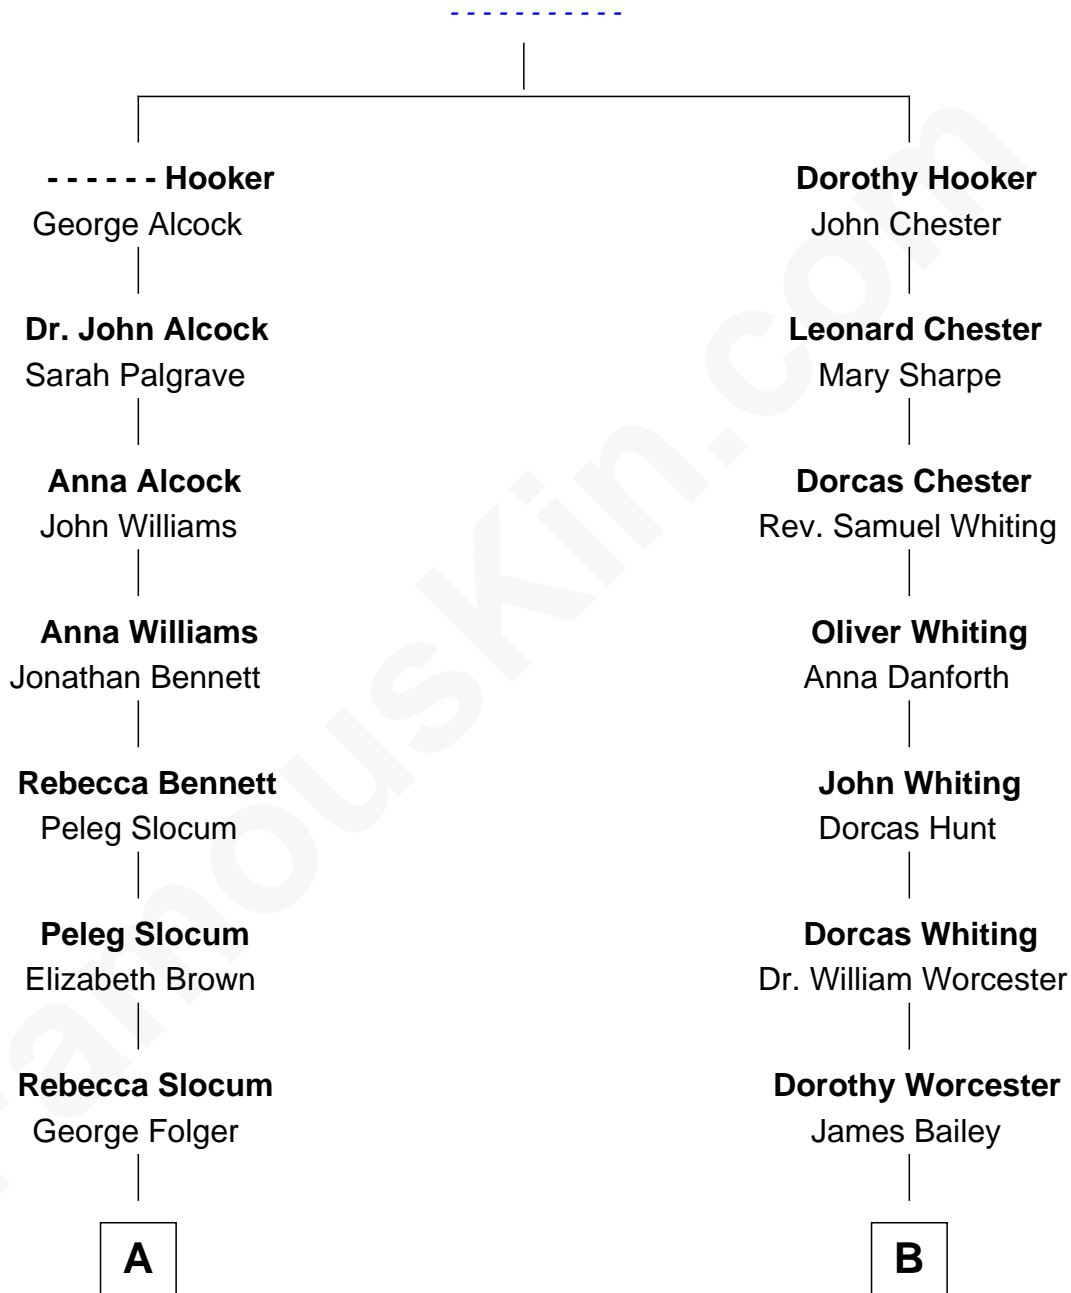 - - - - - - - - - - -
- - - - - - Hooker
George Alcock
Dorothy Hooker
John Chester
Dr. John Alcock
Sarah Palgrave
Leonard Chester
Mary Sharpe
Anna Alcock
John Williams
Dorcas Chester
Rev. Samuel Whiting
Anna Williams
Jonathan Bennett
Oliver Whiting
Anna Danforth
Rebecca Bennett
Peleg Slocum
John Whiting
Dorcas Hunt
Peleg Slocum
Elizabeth Brown
Dorcas Whiting
Dr. William Worcester
Rebecca Slocum
George Folger
Dorothy Worcester
James Bailey
A
B
FamousKin.com